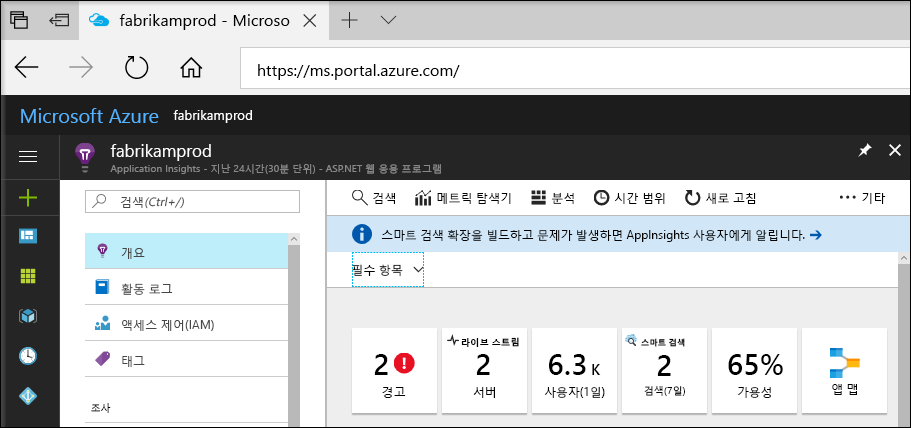 fabrikamprod - Microso
https://ms.portal.azure.com/
Microsoft Azure fabrikamprod
fabrikamprod
Application Insights - 지난 24시간(30분 단위) - ASP.NET 웹 응용 프로그램
검색(Ctrl+/)
검색 메트릭 탐색기 분석 시간 범위 새로 고침 ··· 기타
스마트 검색 확장을 빌드하고 문제가 발생하면 AppInsights 사용자에게 알립니다. →
필수 항목
개요
활동 로그
액세스 제어(IAM)
태그
조사
2
경고
라이브 스트림
2
서버
6.3 K
사용자(1일)
스마트 검색
2
검색(7일)
65%
가용성
앱 맵